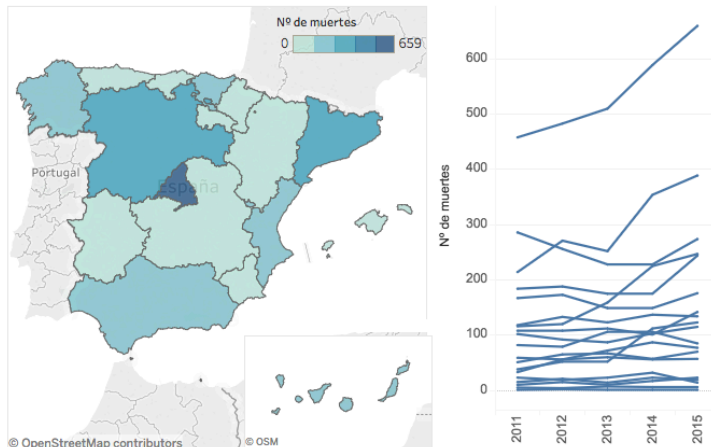 Nº de muertes
0 659
Portugal
España
© OpenStreetMap contributors
© OSM
Nº de muertes
600
500
400
300
200
100
0
2011
2012
2013
2014
2015